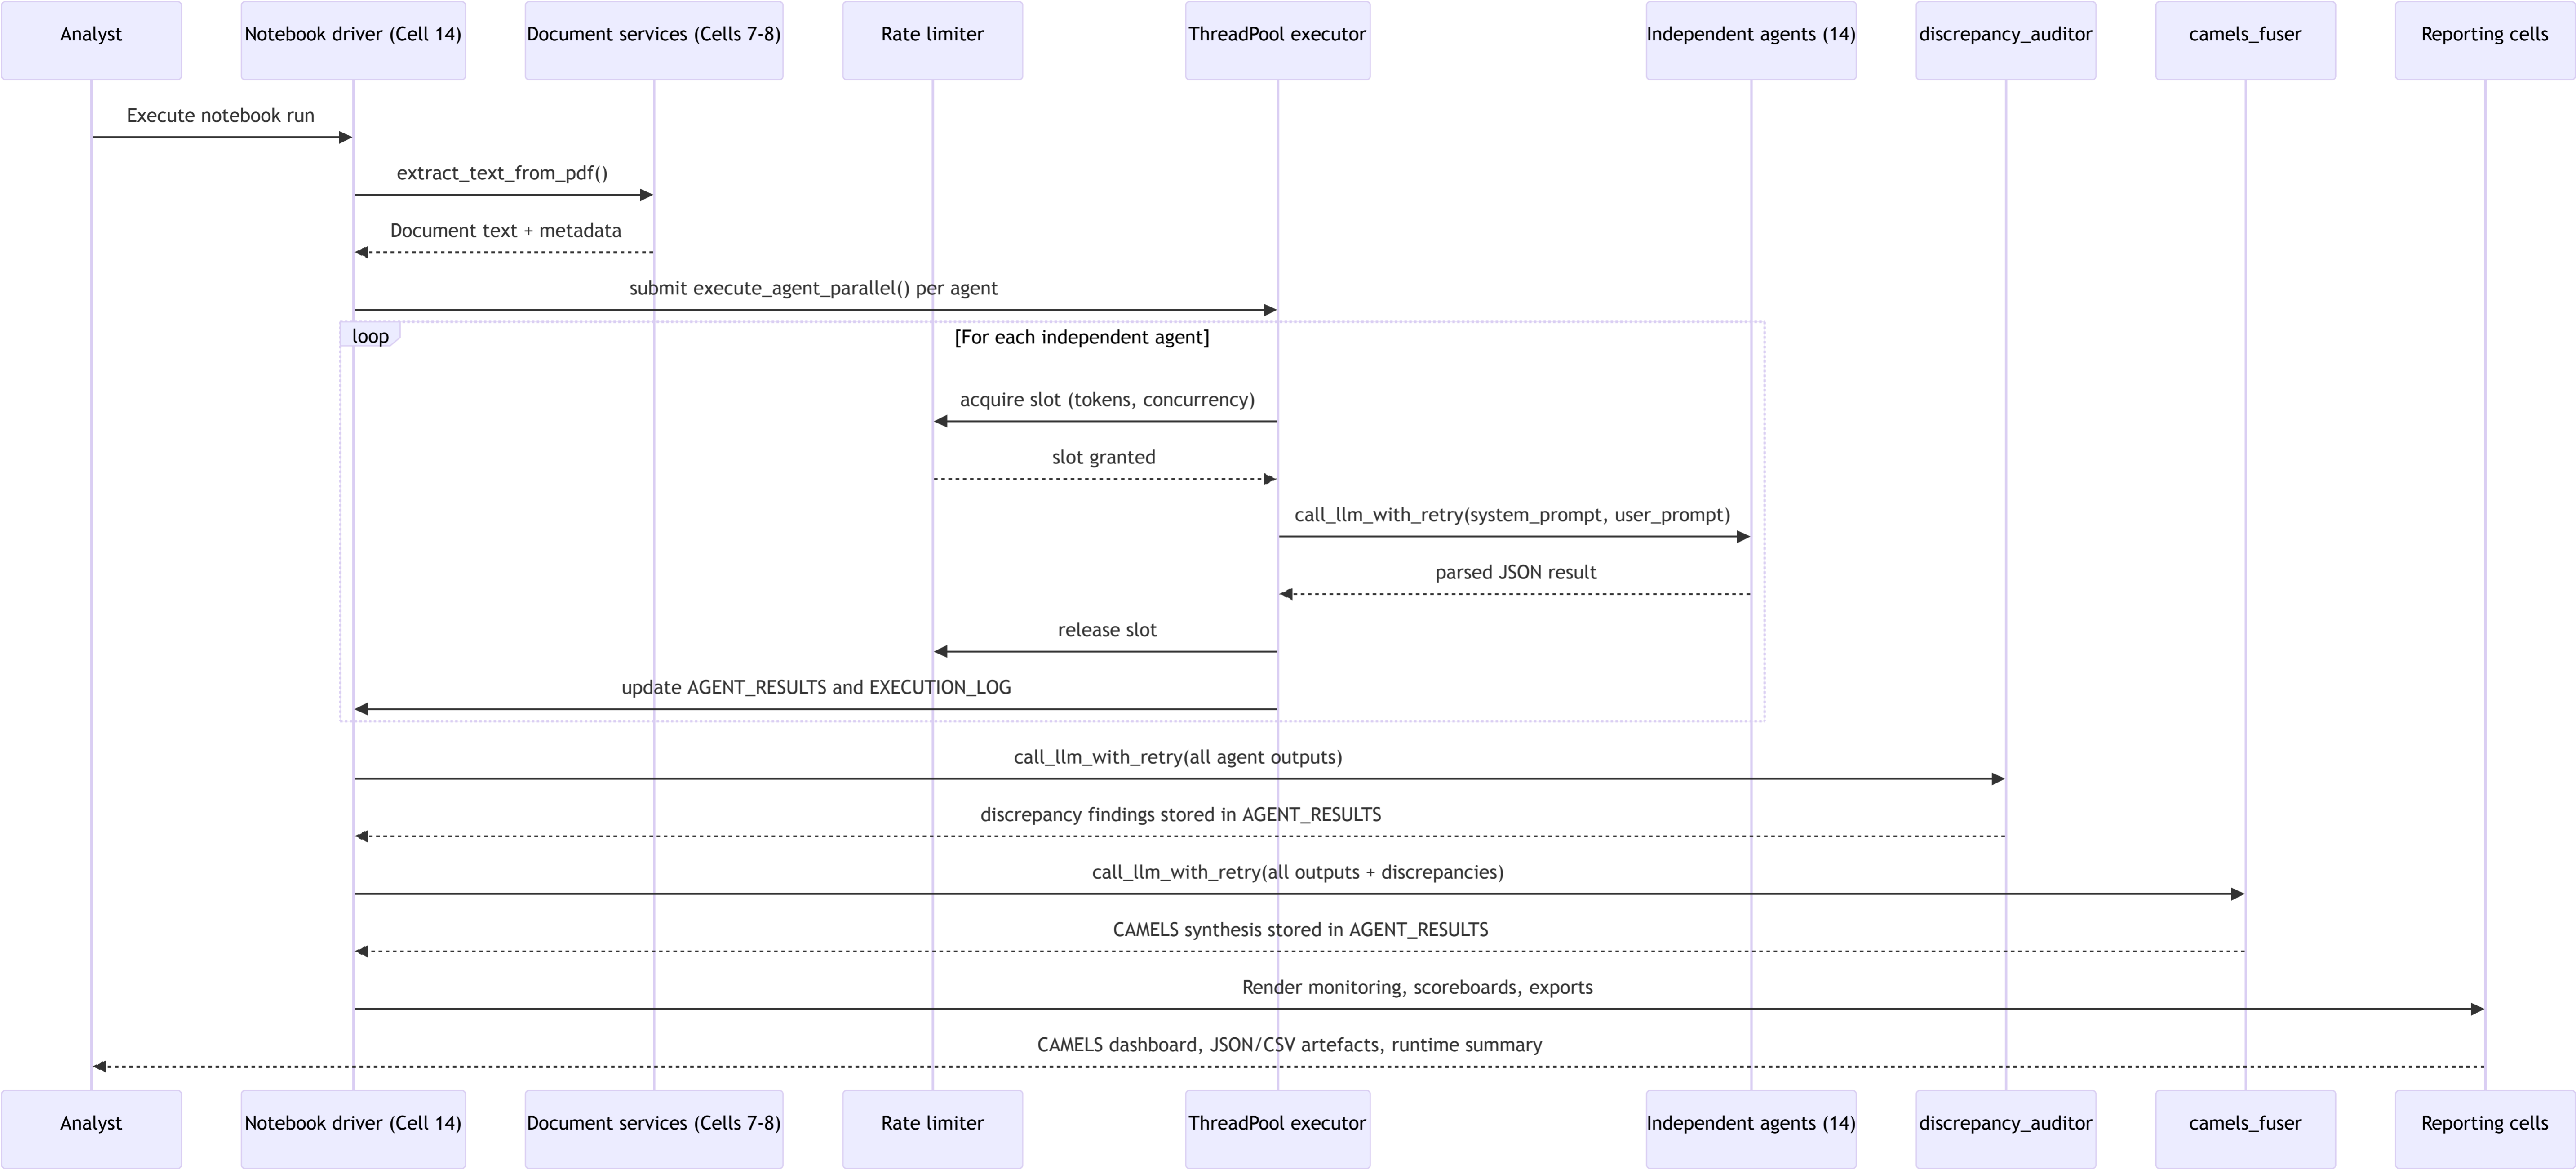 Analyst
Notebook driver (Cell 14)
Document services (Cells 7-8)
Rate limiter
ThreadPool executor
Independent agents (14)
discrepancy_auditor
camels_fuser
Reporting cells
Execute notebook run
extract_text_from_pdf()
Document text + metadata
submit execute_agent_parallel() per agent
loop
[For each independent agent]
acquire slot (tokens, concurrency)
slot granted
call_llm_with_retry(system_prompt, user_prompt)
parsed JSON result
release slot
update AGENT_RESULTS and EXECUTION_LOG
call_llm_with_retry(all agent outputs)
discrepancy findings stored in AGENT_RESULTS
call_llm_with_retry(all outputs + discrepancies)
CAMELS synthesis stored in AGENT_RESULTS
Render monitoring, scoreboards, exports
CAMELS dashboard, JSON/CSV artefacts, runtime summary
Analyst
Notebook driver (Cell 14)
Document services (Cells 7-8)
Rate limiter
ThreadPool executor
Independent agents (14)
discrepancy_auditor
camels_fuser
Reporting cells